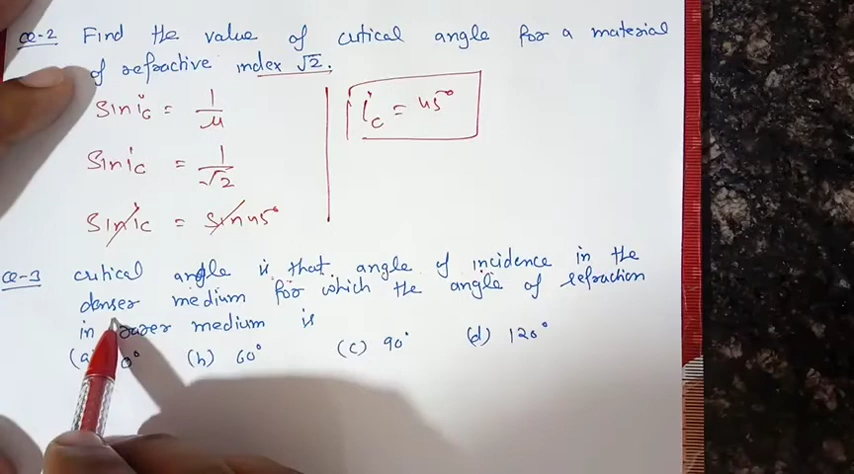 Q-2 Find the value of critical angle for a material
of refractive index √2.
Sin ic = 1/μ
Sin ic = 1/√2
Sin ic = Sin 45°
ic = 45°
Q-3 critical angle is that angle of incidence in the
denser medium for which the angle of refraction
in rarer medium is
(a) 0° (b) 60° (c) 90° (d) 120°